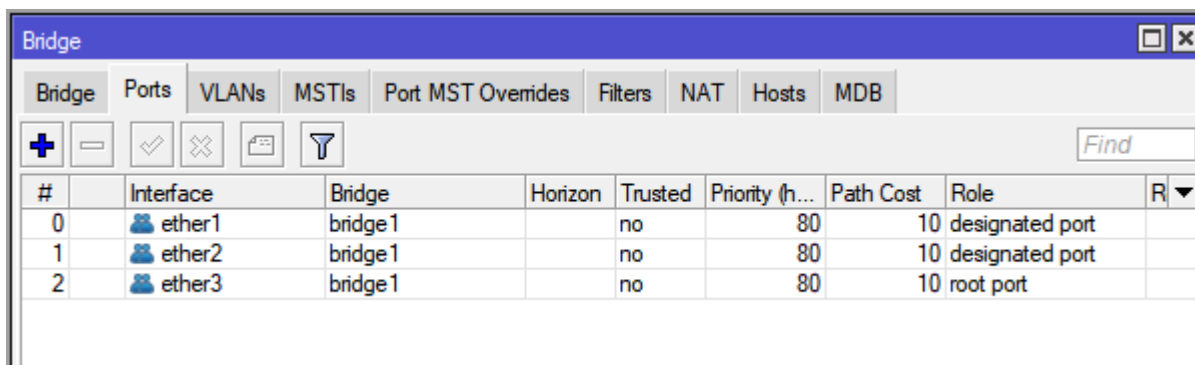 Bridge
Bridge Ports VLANs MSTIs Port MST Overrides Filters NAT Hosts MDB
Find
# Interface Bridge Horizon Trusted Priority (h... Path Cost Role R
0 ether1 bridge1 no 80 10 designated port
1 ether2 bridge1 no 80 10 designated port
2 ether3 bridge1 no 80 10 root port